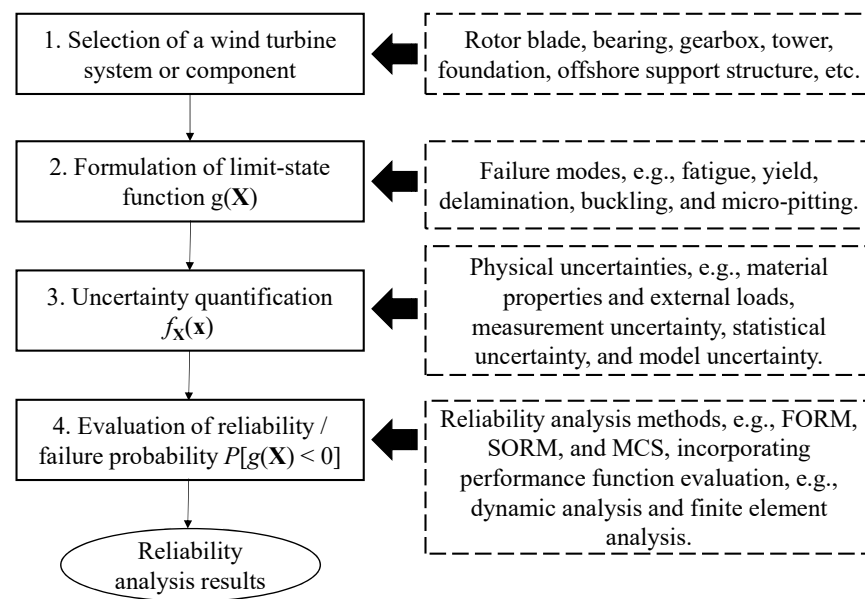 1. Selection of a wind turbine
system or component
Rotor blade, bearing, gearbox, tower,
foundation, offshore support structure, etc.
2. Formulation of limit-state
function g(X)
Failure modes, e.g., fatigue, yield,
delamination, buckling, and micro-pitting.
3. Uncertainty quantification
fX(x)
Physical uncertainties, e.g., material
properties and external loads,
measurement uncertainty, statistical
uncertainty, and model uncertainty.
4. Evaluation of reliability /
failure probability P[g(X) < 0]
Reliability analysis methods, e.g., FORM,
SORM, and MCS, incorporating
performance function evaluation, e.g.,
dynamic analysis and finite element
analysis.
Reliability
analysis results